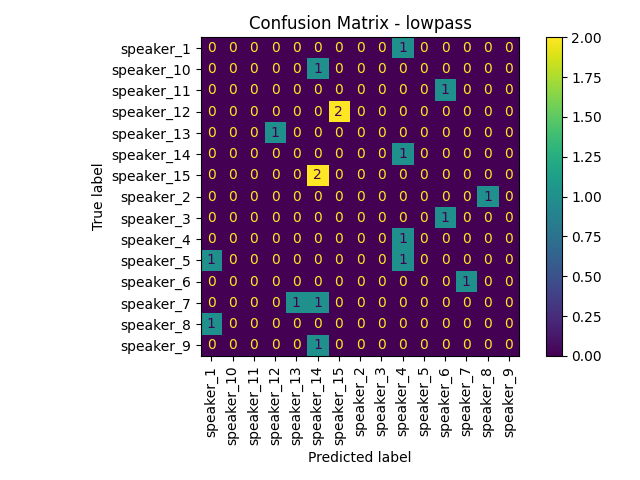 Confusion Matrix - lowpass
True label
speaker_1 0 0 0 0 0 0 0 0 0 1 0 0 0 0 0
speaker_10 0 0 0 0 0 1 0 0 0 0 0 0 0 0 0
speaker_11 0 0 0 0 0 0 0 0 0 0 0 1 0 0 0
speaker_12 0 0 0 0 0 0 2 0 0 0 0 0 0 0 0
speaker_13 0 0 0 1 0 0 0 0 0 0 0 0 0 0 0
speaker_14 0 0 0 0 0 0 0 0 0 1 0 0 0 0 0
speaker_15 0 0 0 0 0 2 0 0 0 0 0 0 0 0 0
speaker_2 0 0 0 0 0 0 0 0 0 0 0 0 0 1 0
speaker_3 0 0 0 0 0 0 0 0 0 0 0 1 0 0 0
speaker_4 0 0 0 0 0 0 0 0 0 1 0 0 0 0 0
speaker_5 1 0 0 0 0 0 0 0 0 1 0 0 0 0 0
speaker_6 0 0 0 0 0 0 0 0 0 0 0 0 1 0 0
speaker_7 0 0 0 0 1 1 0 0 0 0 0 0 0 0 0
speaker_8 1 0 0 0 0 0 0 0 0 0 0 0 0 0 0
speaker_9 0 0 0 0 0 1 0 0 0 0 0 0 0 0 0
speaker_1
speaker_10
speaker_11
speaker_12
speaker_13
speaker_14
speaker_15
speaker_2
speaker_3
speaker_4
speaker_5
speaker_6
speaker_7
speaker_8
speaker_9
Predicted label
2.00
1.75
1.50
1.25
1.00
0.75
0.50
0.25
0.00